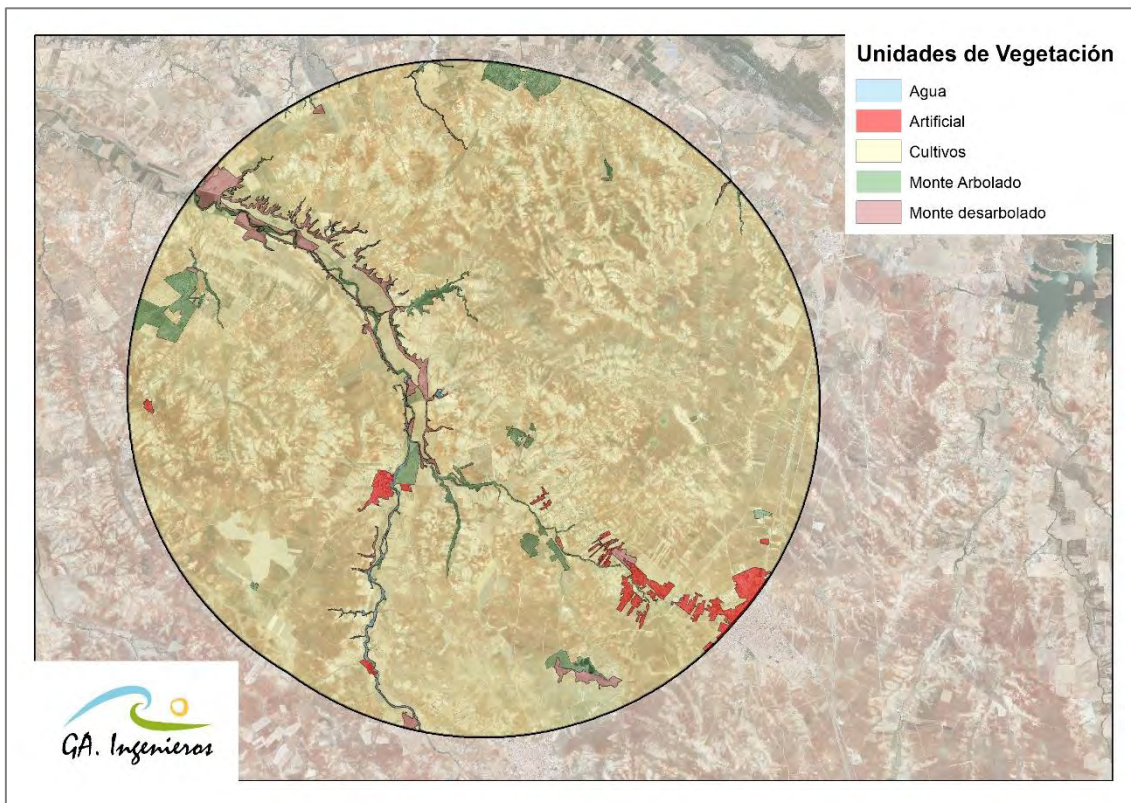 Unidades de Vegetación
Agua
Artificial
Cultivos
Monte Arbolado
Monte desarbolado
GA. Ingenieros